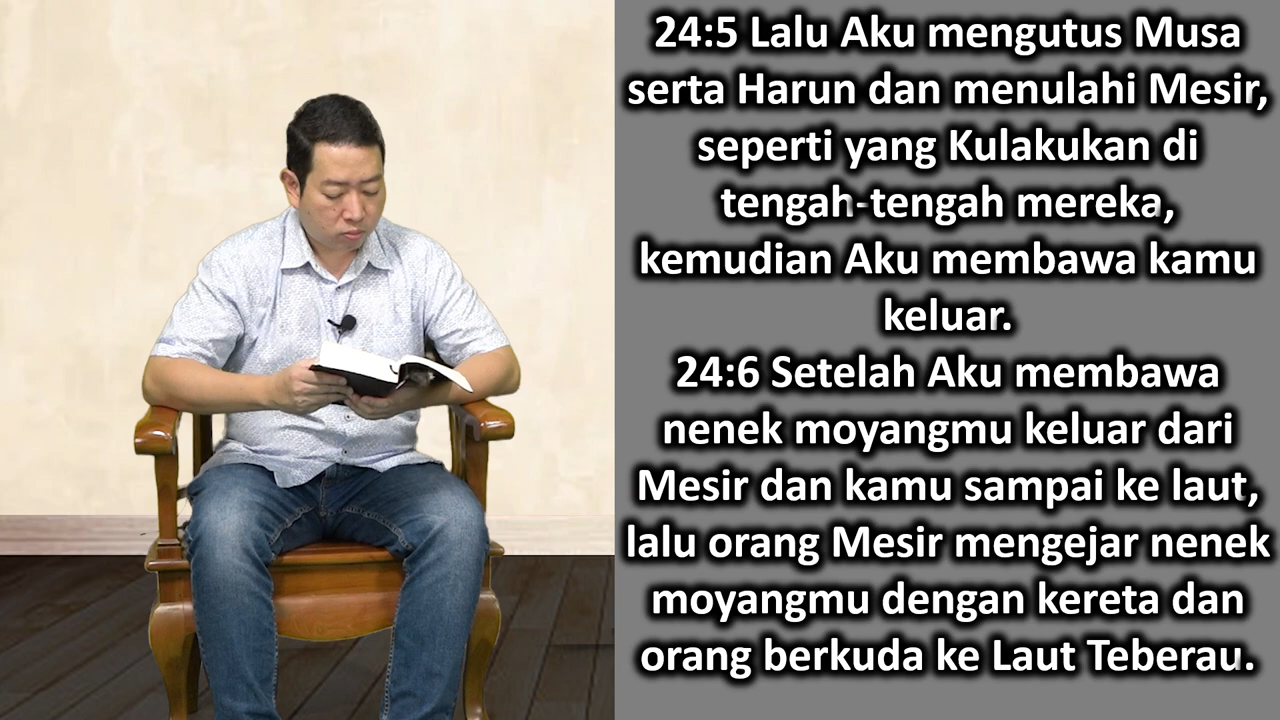 24:5 Lalu Aku mengutus Musa
serta Harun dan menulahi Mesir,
seperti yang Kulakukan di
tengah-tengah mereka,
kemudian Aku membawa kamu
keluar.
24:6 Setelah Aku membawa
nenek moyangmu keluar dari
Mesir dan kamu sampai ke laut,
lalu orang Mesir mengejar nenek
moyangmu dengan kereta dan
orang berkuda ke Laut Teberau.